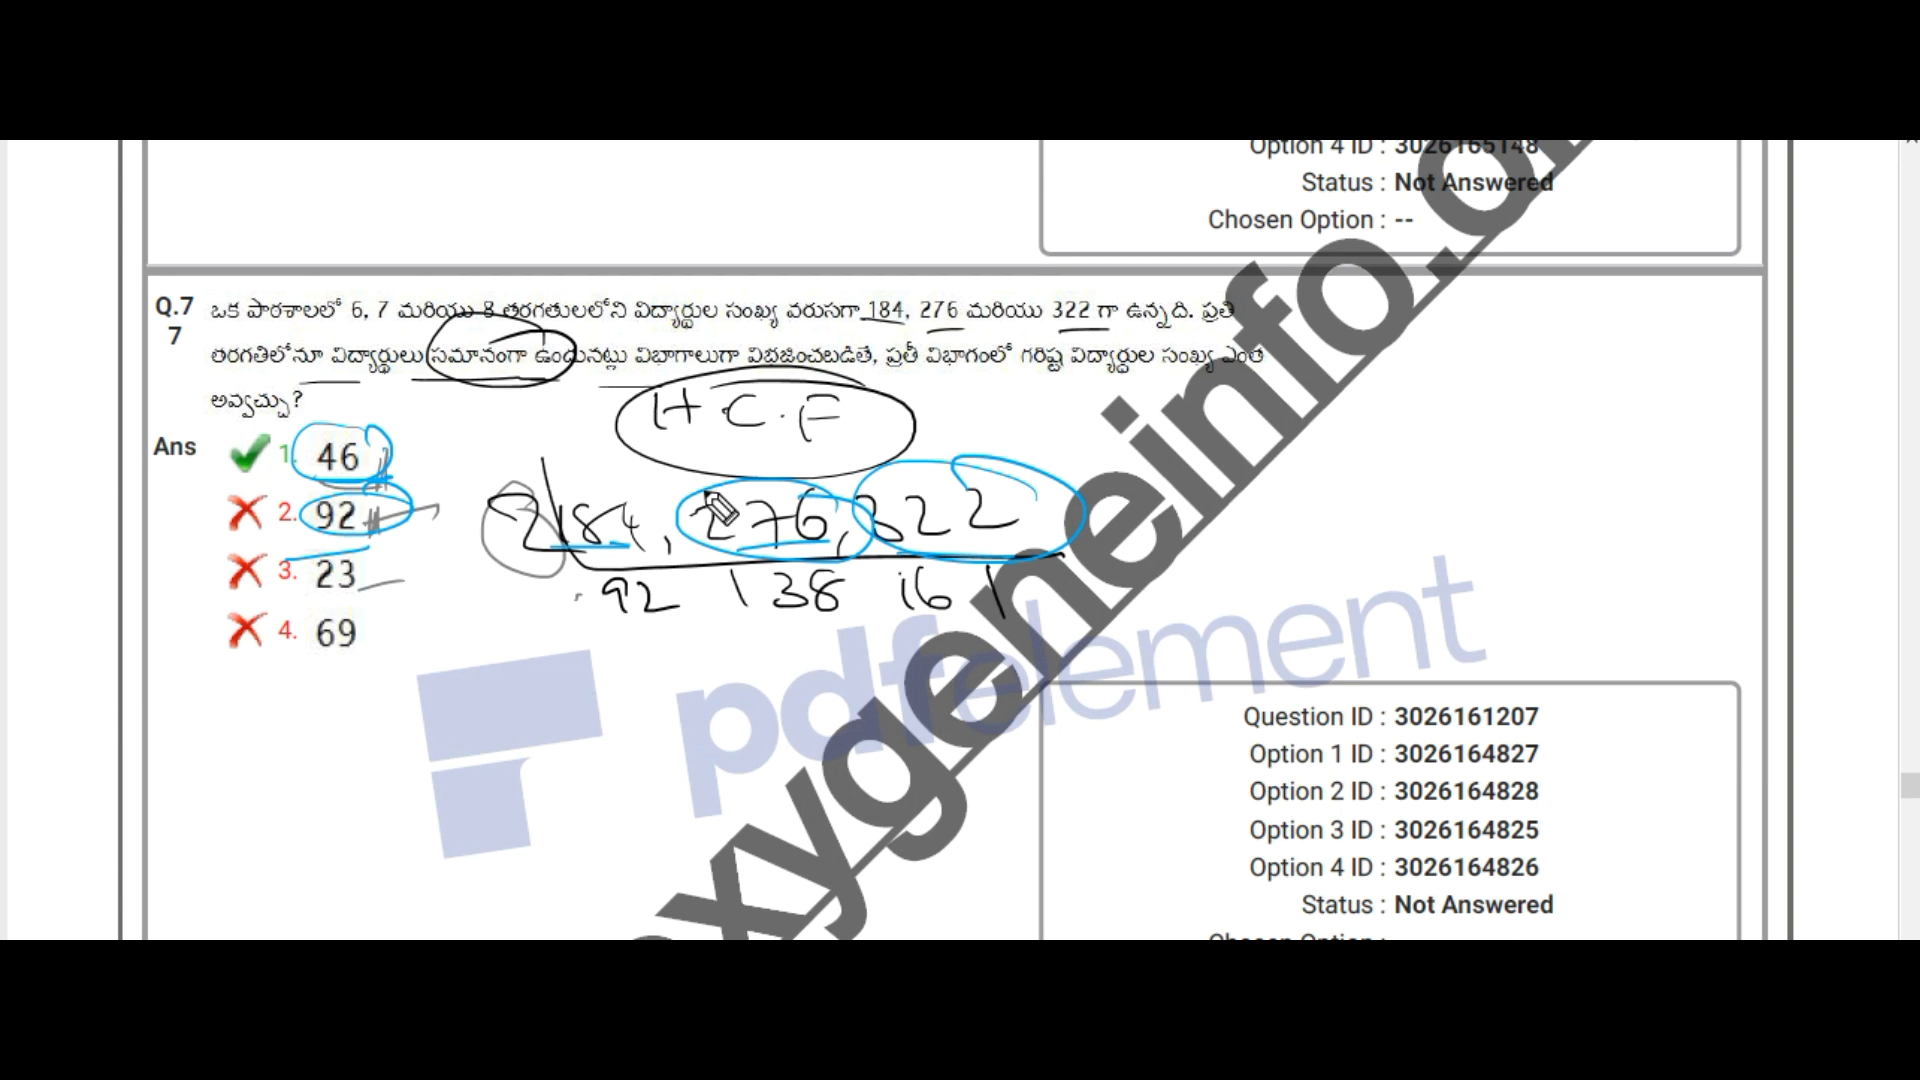 Option 4 ID : 3026165148
Status : Not Answered
Chosen Option : --
Q.7
7
ఒక పాఠశాలలో 6, 7 మరియు 8 తరగతులలోని విద్యార్థుల సంఖ్య వరుసగా 184, 276 మరియు 322 గా ఉన్నది. ప్రతి
తరగతిలోనూ విద్యార్థులు సమానంగా ఉండునట్లు విభాగాలుగా విభజించబడితే, ప్రతీ విభాగంలో గరిష్ట విద్యార్థుల సంఖ్య ఎంత
అవ్వచ్చు?
H.C.F
Ans
1. 46
2. 92
3. 23
4. 69
2 184, 276, 322
92 138 161
pdfelement
oxygeneinfo.
Question ID : 3026161207
Option 1 ID : 3026164827
Option 2 ID : 3026164828
Option 3 ID : 3026164825
Option 4 ID : 3026164826
Status : Not Answered